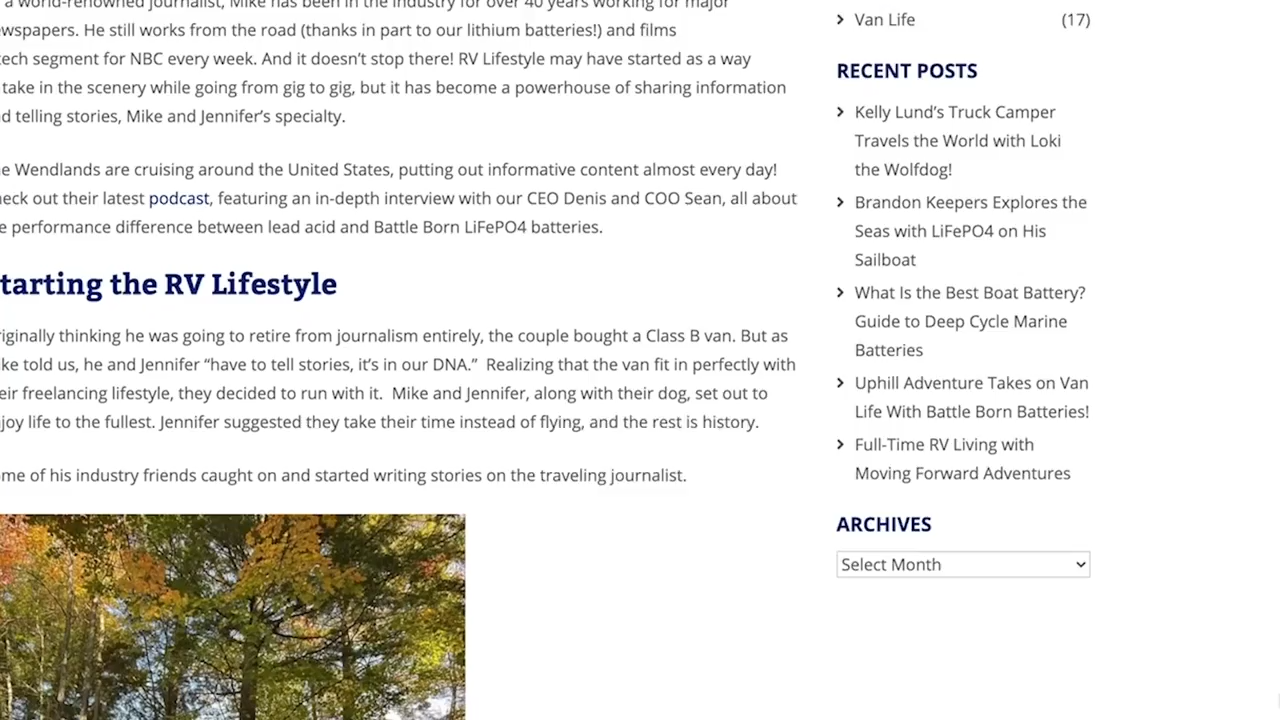 a world-renowned journalist, Mike has been in the industry for over 40 years working for major
ewspapers. He still works from the road (thanks in part to our lithium batteries!) and films
tech segment for NBC every week. And it doesn't stop there! RV Lifestyle may have started as a way
take in the scenery while going from gig to gig, but it has become a powerhouse of sharing information
d telling stories, Mike and Jennifer's specialty.
e Wendlands are cruising around the United States, putting out informative content almost every day!
eck out their latest podcast, featuring an in-depth interview with our CEO Denis and COO Sean, all about
e performance difference between lead acid and Battle Born LiFePO4 batteries.
tarting the RV Lifestyle
riginally thinking he was going to retire from journalism entirely, the couple bought a Class B van. But as
ke told us, he and Jennifer “have to tell stories, it's in our DNA.” Realizing that the van fit in perfectly with
eir freelancing lifestyle, they decided to run with it. Mike and Jennifer, along with their dog, set out to
joy life to the fullest. Jennifer suggested they take their time instead of flying, and the rest is history.
me of his industry friends caught on and started writing stories on the traveling journalist.
Van Life (17)
RECENT POSTS
Kelly Lund's Truck Camper
Travels the World with Loki
the Wolfdog!
Brandon Keepers Explores the
Seas with LiFePO4 on His
Sailboat
What Is the Best Boat Battery?
Guide to Deep Cycle Marine
Batteries
Uphill Adventure Takes on Van
Life With Battle Born Batteries!
Full-Time RV Living with
Moving Forward Adventures
ARCHIVES
Select Month